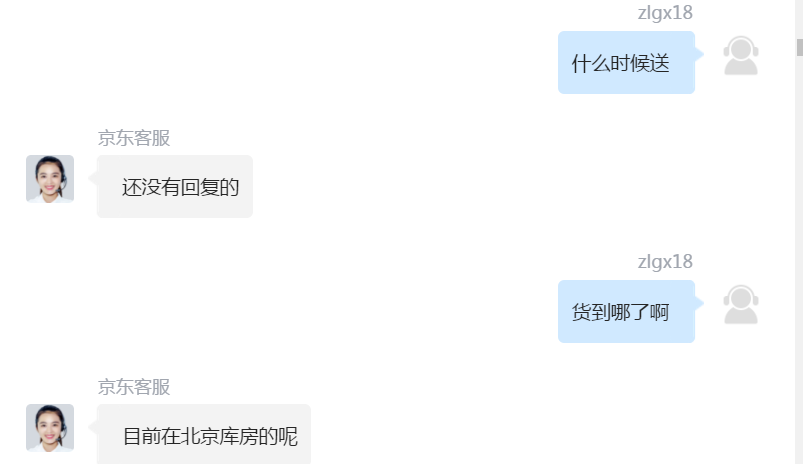 zlgx18
什么时候送
京东客服
还没有回复的
zlgx18
货到哪了啊
京东客服
目前在北京库房的呢